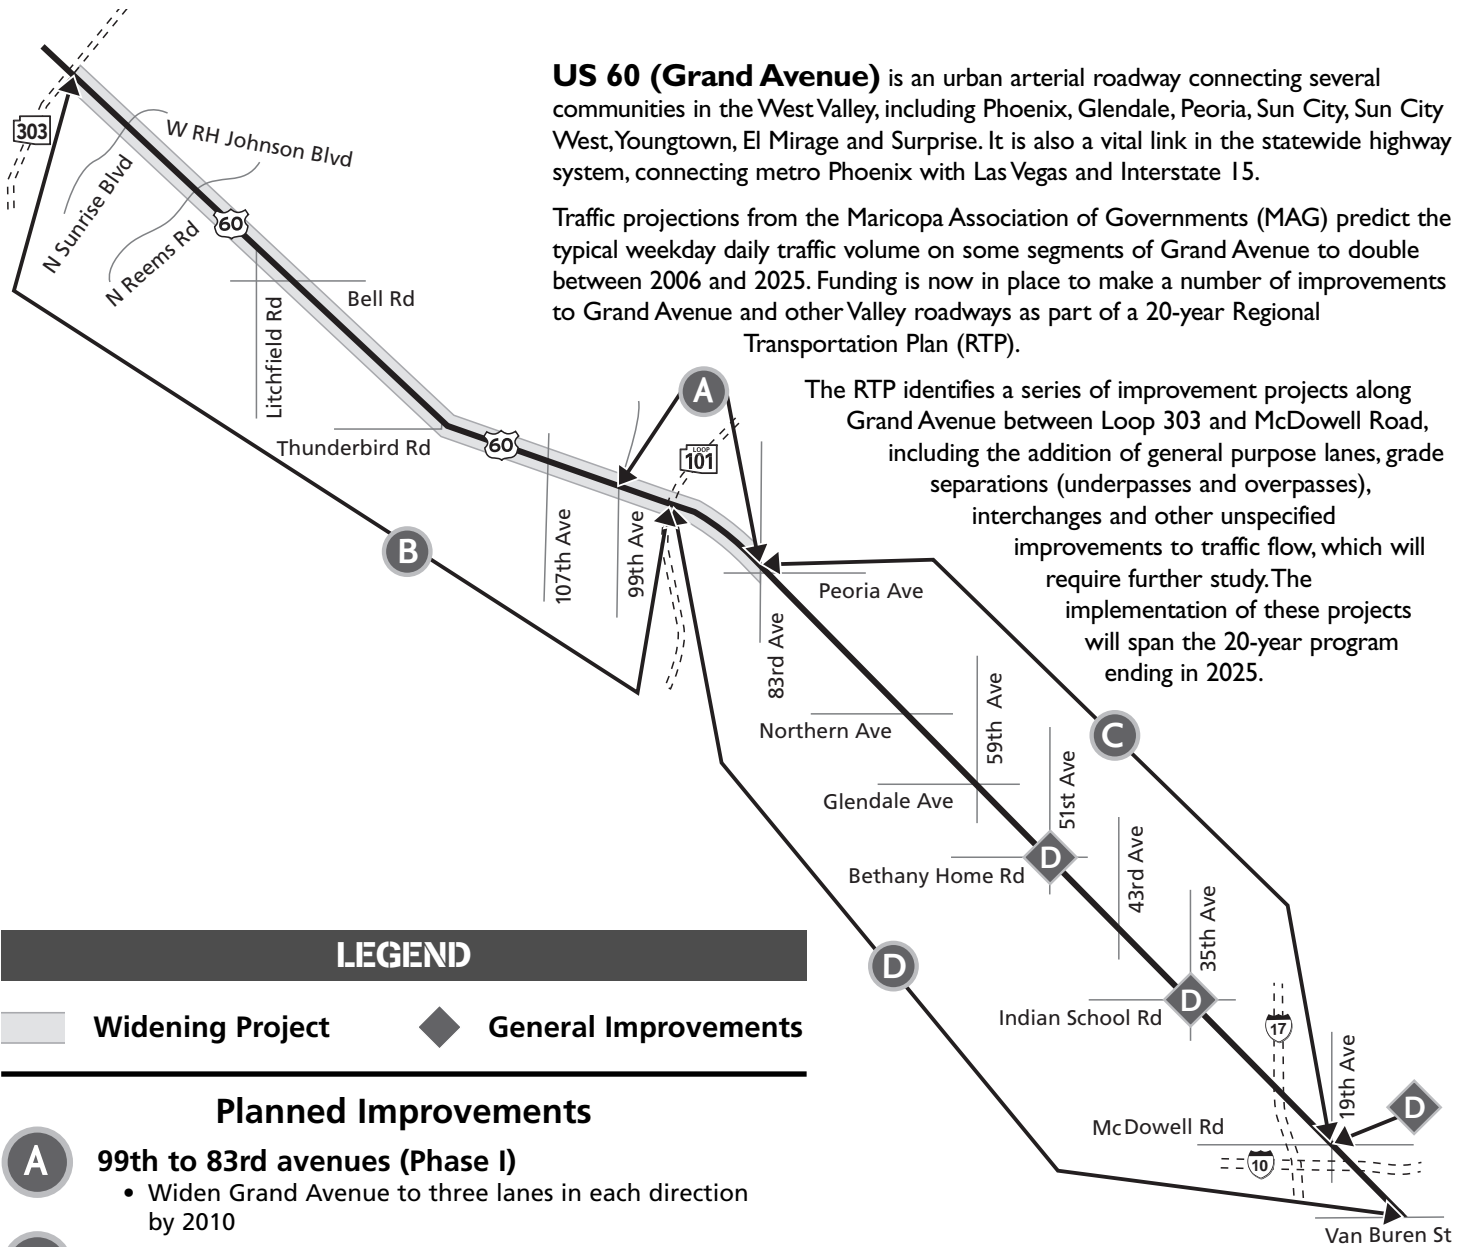 US 60 (Grand Avenue) is an urban arterial roadway connecting several
communities in the West Valley, including Phoenix, Glendale, Peoria, Sun City, Sun City
West, Youngtown, El Mirage and Surprise. It is also a vital link in the statewide highway
system, connecting metro Phoenix with Las Vegas and Interstate 15.
Traffic projections from the Maricopa Association of Governments (MAG) predict the
typical weekday daily traffic volume on some segments of Grand Avenue to double
between 2006 and 2025. Funding is now in place to make a number of improvements
to Grand Avenue and other Valley roadways as part of a 20-year Regional
Transportation Plan (RTP).
The RTP identifies a series of improvement projects along
Grand Avenue between Loop 303 and McDowell Road,
including the addition of general purpose lanes, grade
separations (underpasses and overpasses),
interchanges and other unspecified
improvements to traffic flow, which will
require further study. The
implementation of these projects
will span the 20-year program
ending in 2025.
303
W RH Johnson Blvd
N Sunrise Blvd
N Reems Rd
60
Bell Rd
Litchfield Rd
Thunderbird Rd
60
A
LOOP
101
B
107th Ave
99th Ave
Peoria Ave
83rd Ave
Northern Ave
59th Ave
C
51st Ave
Glendale Ave
D
Bethany Home Rd
43rd Ave
35th Ave
D
D
Indian School Rd
17
19th Ave
D
McDowell Rd
10
Van Buren St
LEGEND
Widening Project
General Improvements
Planned Improvements
A
99th to 83rd avenues (Phase I)
• Widen Grand Avenue to three lanes in each direction
by 2010